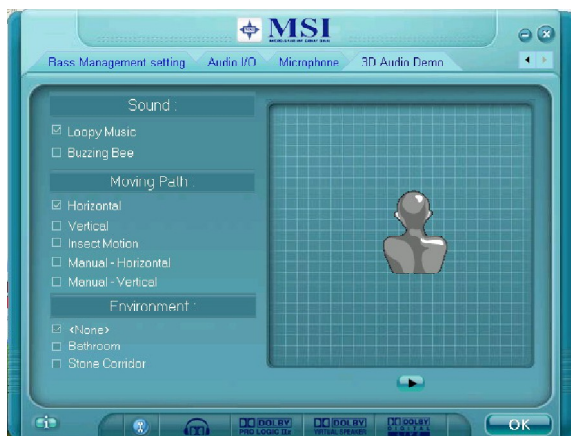 MSI
Bass Management setting Audio I/O Microphone 3D Audio Demo
Sound :
Loopy Music
Buzzing Bee
Moving Path :
Horizontal
Vertical
Insect Motion
Manual - Horizontal
Manual - Vertical
Environment :
<None>
Bathroom
Stone Corridor
DOLBY
PRO LOGIC IIx
DOLBY
VIRTUAL SPEAKER
DOLBY
DIGITAL
OK